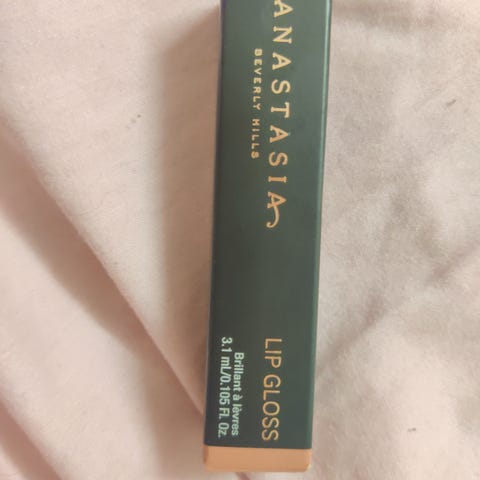 ANASTASIA
BEVERLY HILLS
LIP GLOSS
Brillant à lèvres
3.1 mL/0.105 Fl. Oz.